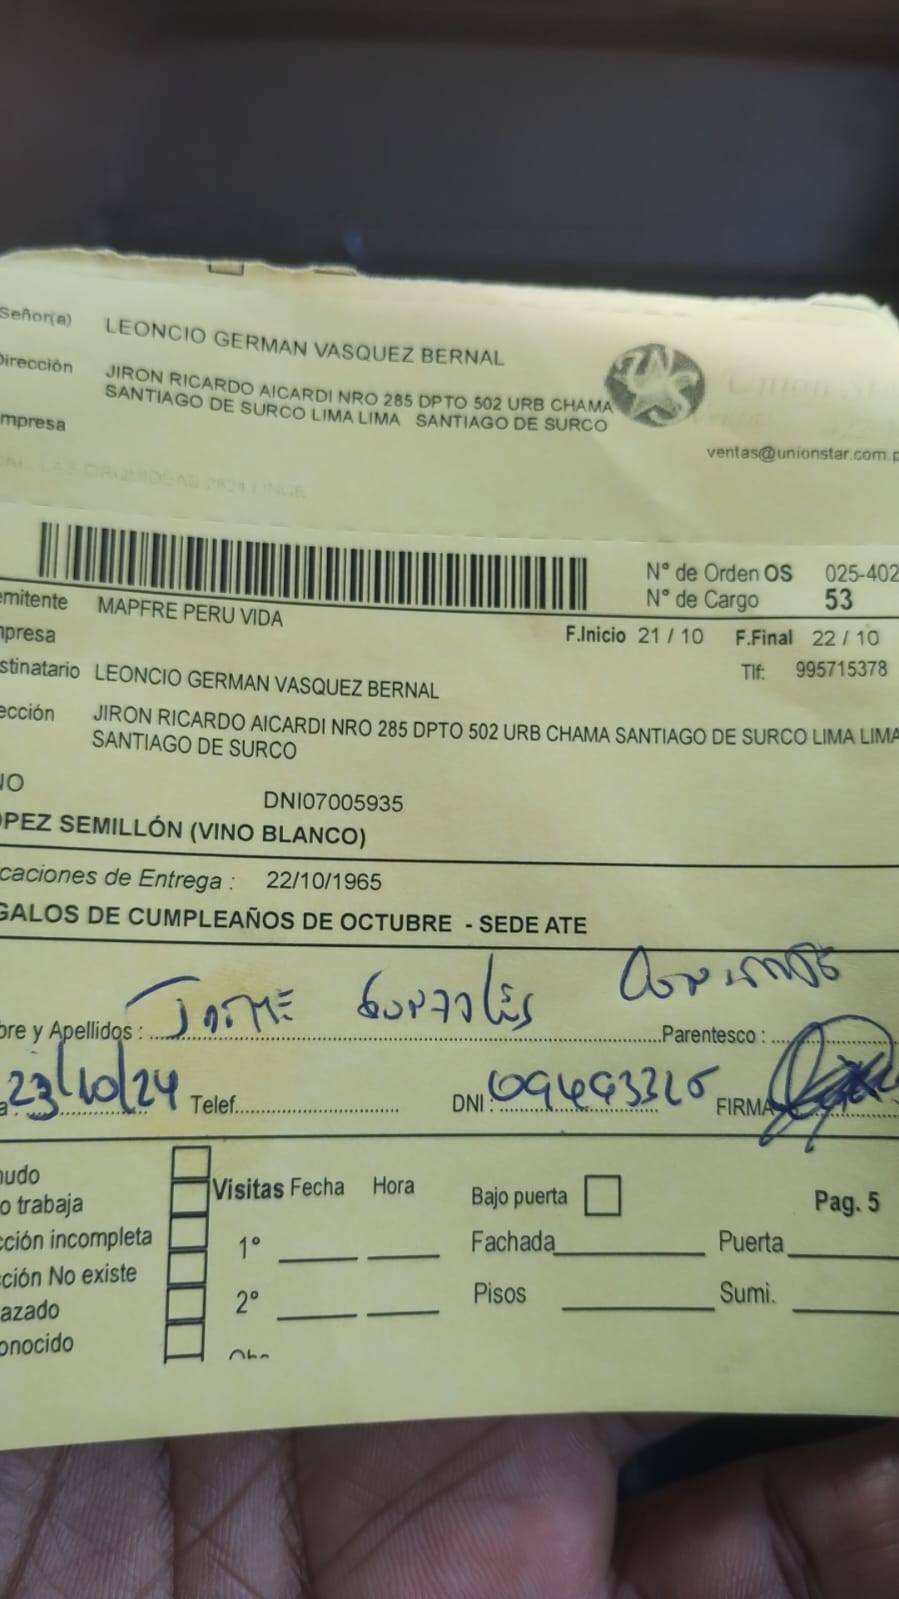 Señor(a) LEONCIO GERMAN VASQUEZ BERNAL
Dirección JIRON RICARDO AICARDI NRO 285 DPTO 502 URB CHAMA
SANTIAGO DE SURCO LIMA LIMA SANTIAGO DE SURCO
mpresa
ventas@unionstar.com.p
N° de Orden OS 025-402
N° de Cargo 53
emitente MAPFRE PERU VIDA
mpresa F.Inicio 21 / 10 F.Final 22 / 10
Tlf: 995715378
stinatario LEONCIO GERMAN VASQUEZ BERNAL
ección JIRON RICARDO AICARDI NRO 285 DPTO 502 URB CHAMA SANTIAGO DE SURCO LIMA LIMA
SANTIAGO DE SURCO
NO DNI07005935
OPEZ SEMILLÓN (VINO BLANCO)
caciones de Entrega : 22/10/1965
GALOS DE CUMPLEAÑOS DE OCTUBRE - SEDE ATE
bre y Apellidos : JAIME GONZALES Parentesco :
a 23/10/24 Telef. DNI : FIRMA
nudo
o trabaja Visitas Fecha Hora Bajo puerta Pag. 5
cción incompleta 1° Fachada Puerta
cción No existe
azado 2° Pisos Sumi.
onocido